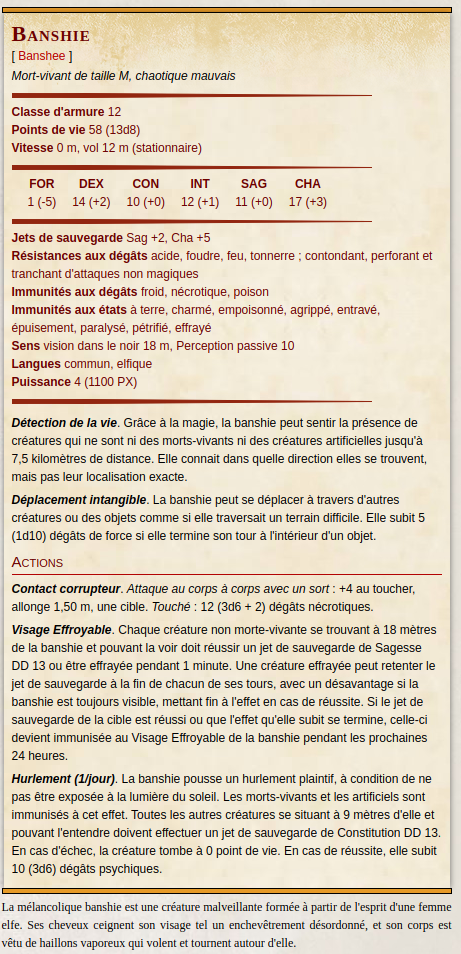 BANSHIE
[ Banshee ]
Mort-vivant de taille M, chaotique mauvais
Classe d'armure 12
Points de vie 58 (13d8)
Vitesse 0 m, vol 12 m (stationnaire)
FOR DEX CON INT SAG CHA
1 (-5) 14 (+2) 10 (+0) 12 (+1) 11 (+0) 17 (+3)
Jets de sauvegarde Sag +2, Cha +5
Résistances aux dégâts acide, foudre, feu, tonnerre ; contondant, perforant et
tranchant d'attaques non magiques
Immunités aux dégâts froid, nécrotique, poison
Immunités aux états à terre, charmé, empoisonné, agrippé, entravé,
épuisement, paralysé, pétrifié, effrayé
Sens vision dans le noir 18 m, Perception passive 10
Langues commun, elfique
Puissance 4 (1100 PX)
Détection de la vie. Grâce à la magie, la banshie peut sentir la présence de
créatures qui ne sont ni des morts-vivants ni des créatures artificielles jusqu'à
7,5 kilomètres de distance. Elle connait dans quelle direction elles se trouvent,
mais pas leur localisation exacte.
Déplacement intangible. La banshie peut se déplacer à travers d'autres
créatures ou des objets comme si elle traversait un terrain difficile. Elle subit 5
(1d10) dégâts de force si elle termine son tour à l'intérieur d'un objet.
ACTIONS
Contact corrupteur. Attaque au corps à corps avec un sort : +4 au toucher,
allonge 1,50 m, une cible. Touché : 12 (3d6 + 2) dégâts nécrotiques.
Visage Effroyable. Chaque créature non morte-vivante se trouvant à 18 mètres
de la banshie et pouvant la voir doit réussir un jet de sauvegarde de Sagesse
DD 13 ou être effrayée pendant 1 minute. Une créature effrayée peut retenter le
jet de sauvegarde à la fin de chacun de ses tours, avec un désavantage si la
banshie est toujours visible, mettant fin à l'effet en cas de réussite. Si le jet de
sauvegarde de la cible est réussi ou que l'effet qu'elle subit se termine, celle-ci
devient immunisée au Visage Effroyable de la banshie pendant les prochaines
24 heures.
Hurlement (1/jour). La banshie pousse un hurlement plaintif, à condition de ne
pas être exposée à la lumière du soleil. Les morts-vivants et les artificiels sont
immunisés à cet effet. Toutes les autres créatures se situant à 9 mètres d'elle et
pouvant l'entendre doivent effectuer un jet de sauvegarde de Constitution DD 13.
En cas d'échec, la créature tombe à 0 point de vie. En cas de réussite, elle subit
10 (3d6) dégâts psychiques.
La mélancolique banshie est une créature malveillante formée à partir de l'esprit d'une femme
elfe. Ses cheveux ceignent son visage tel un enchevêtrement désordonné, et son corps est
vêtu de haillons vaporeux qui volent et tournent autour d'elle.